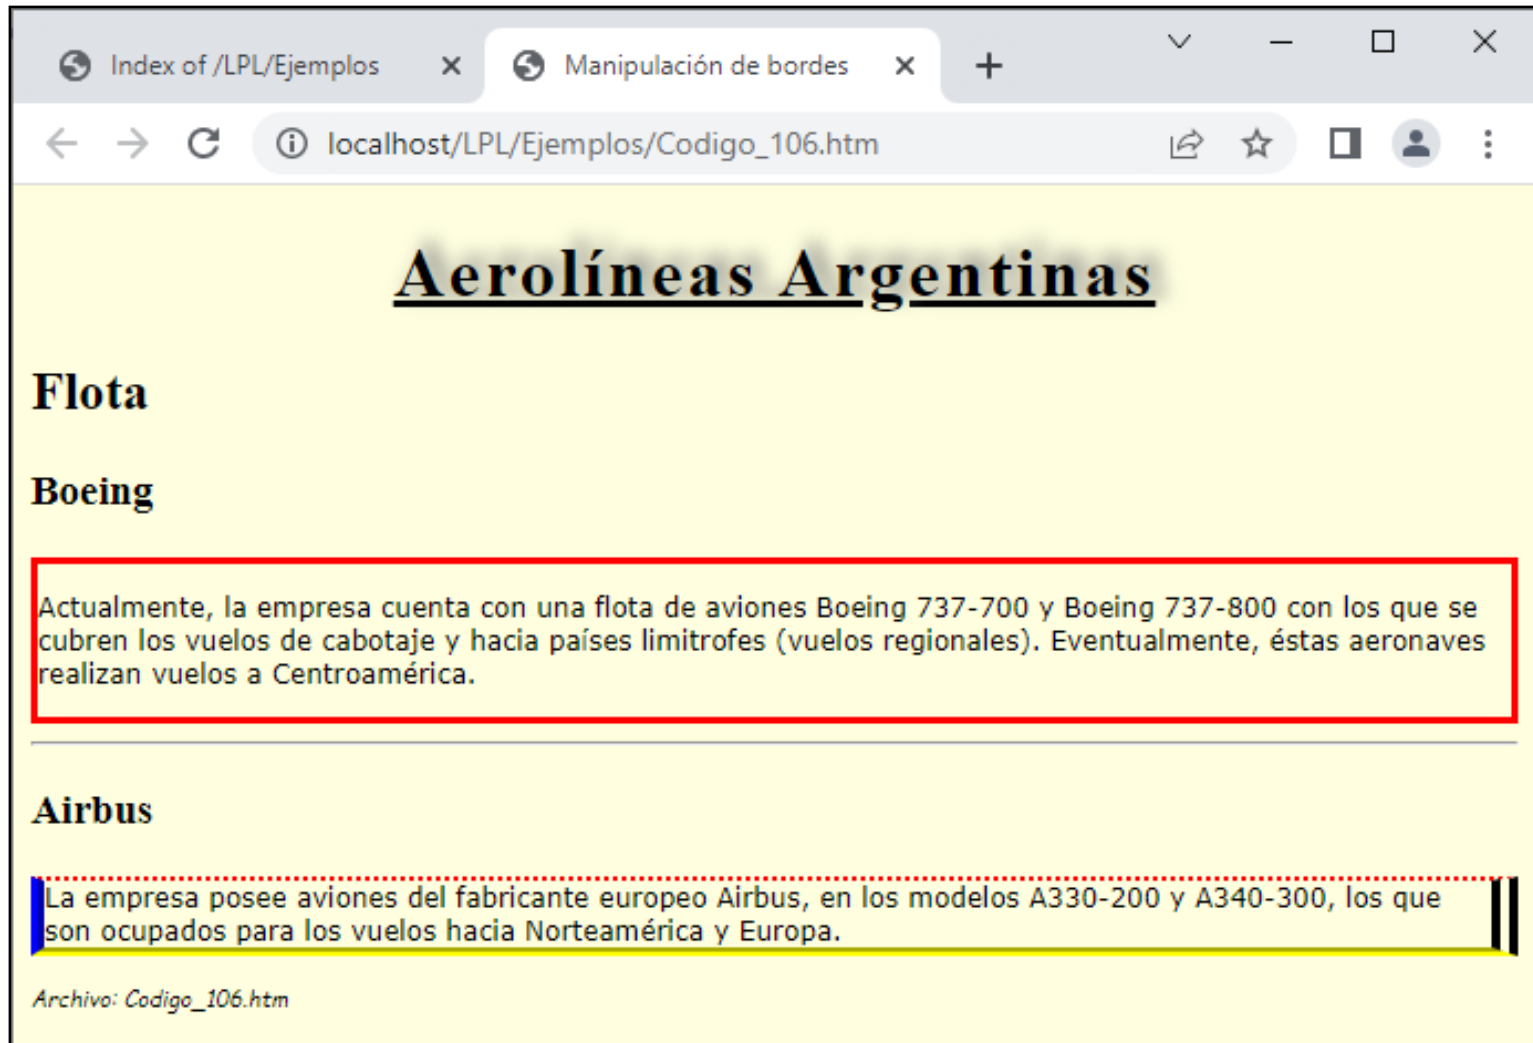 Index of /LPL/Ejemplos
Manipulación de bordes
localhost/LPL/Ejemplos/Codigo_106.htm
Aerolíneas Argentinas
Flota
Boeing
Actualmente, la empresa cuenta con una flota de aviones Boeing 737-700 y Boeing 737-800 con los que se
cubren los vuelos de cabotaje y hacia países limitrofes (vuelos regionales). Eventualmente, éstas aeronaves
realizan vuelos a Centroamérica.
Airbus
La empresa posee aviones del fabricante europeo Airbus, en los modelos A330-200 y A340-300, los que
son ocupados para los vuelos hacia Norteamérica y Europa.
Archivo: Codigo_106.htm